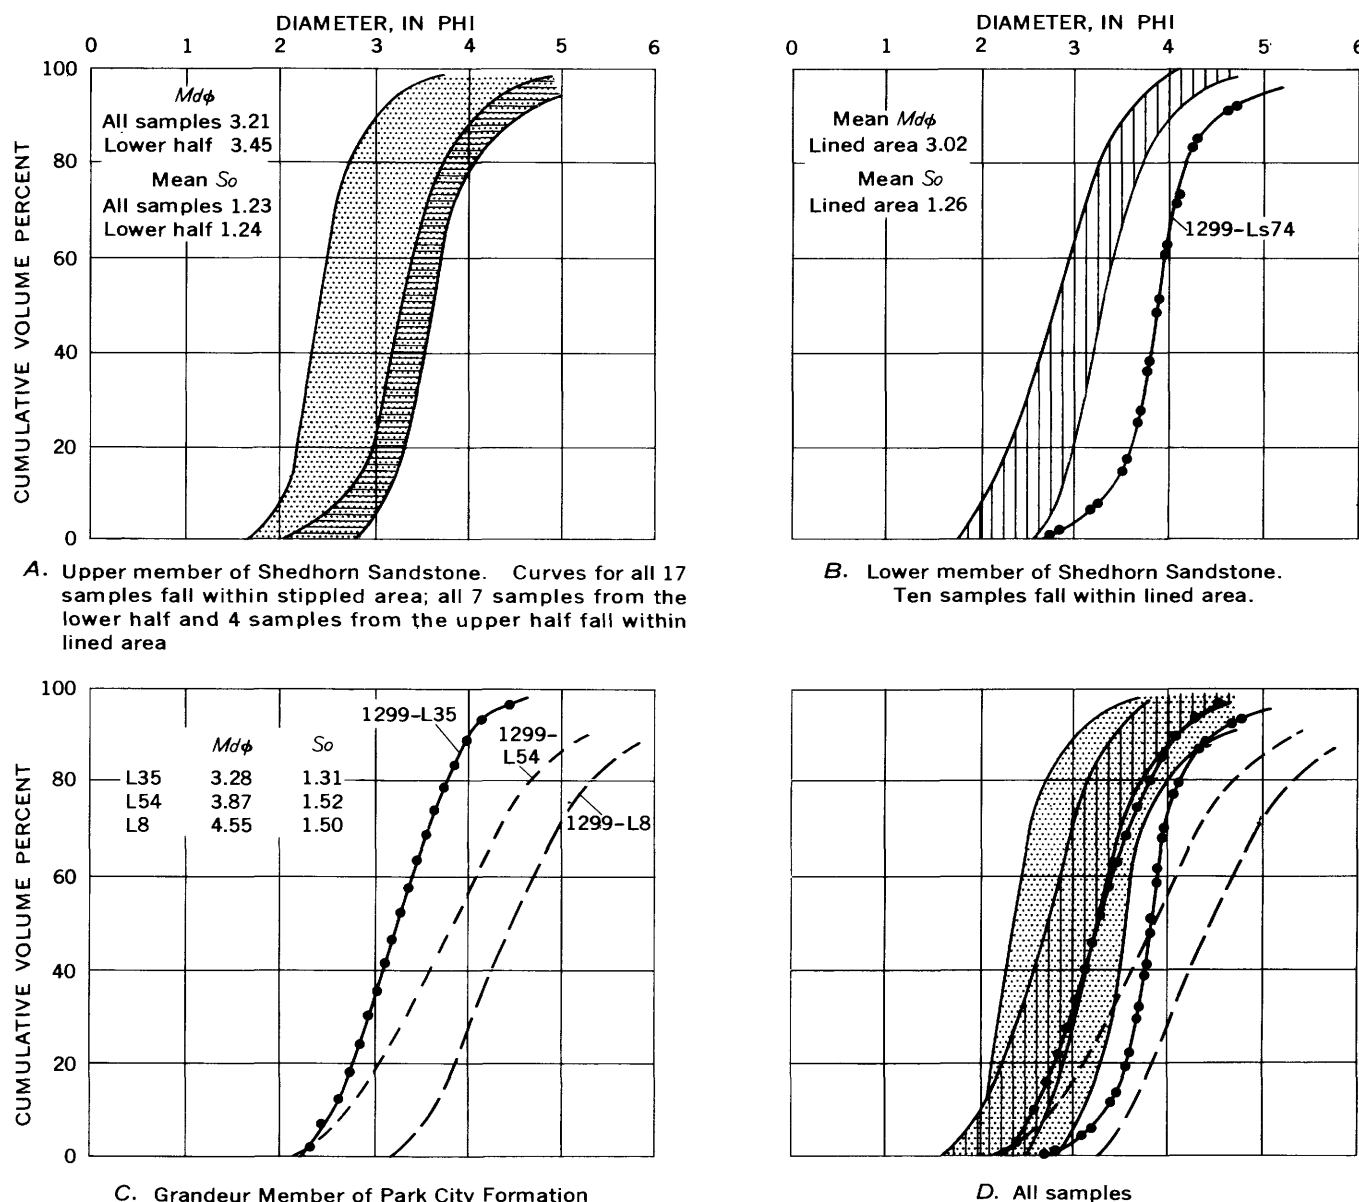 DIAMETER, IN PHI
0 1 2 3 4 5 6
100
80
60
40
20
0
CUMULATIVE VOLUME PERCENT
Mdϕ
All samples 3.21
Lower half 3.45
Mean So
All samples 1.23
Lower half 1.24
A. Upper member of Shedhorn Sandstone. Curves for all 17
samples fall within stippled area; all 7 samples from the
lower half and 4 samples from the upper half fall within
lined area
DIAMETER, IN PHI
0 1 2 3 4 5 6
Mean Mdϕ
Lined area 3.02
Mean So
Lined area 1.26
1299-Ls74
B. Lower member of Shedhorn Sandstone.
Ten samples fall within lined area.
100
80
60
40
20
0
CUMULATIVE VOLUME PERCENT
1299-L35
1299-
L54
1299-L8
Mdϕ So
L35 3.28 1.31
L54 3.87 1.52
L8 4.55 1.50
C. Grandeur Member of Park City Formation
D. All samples